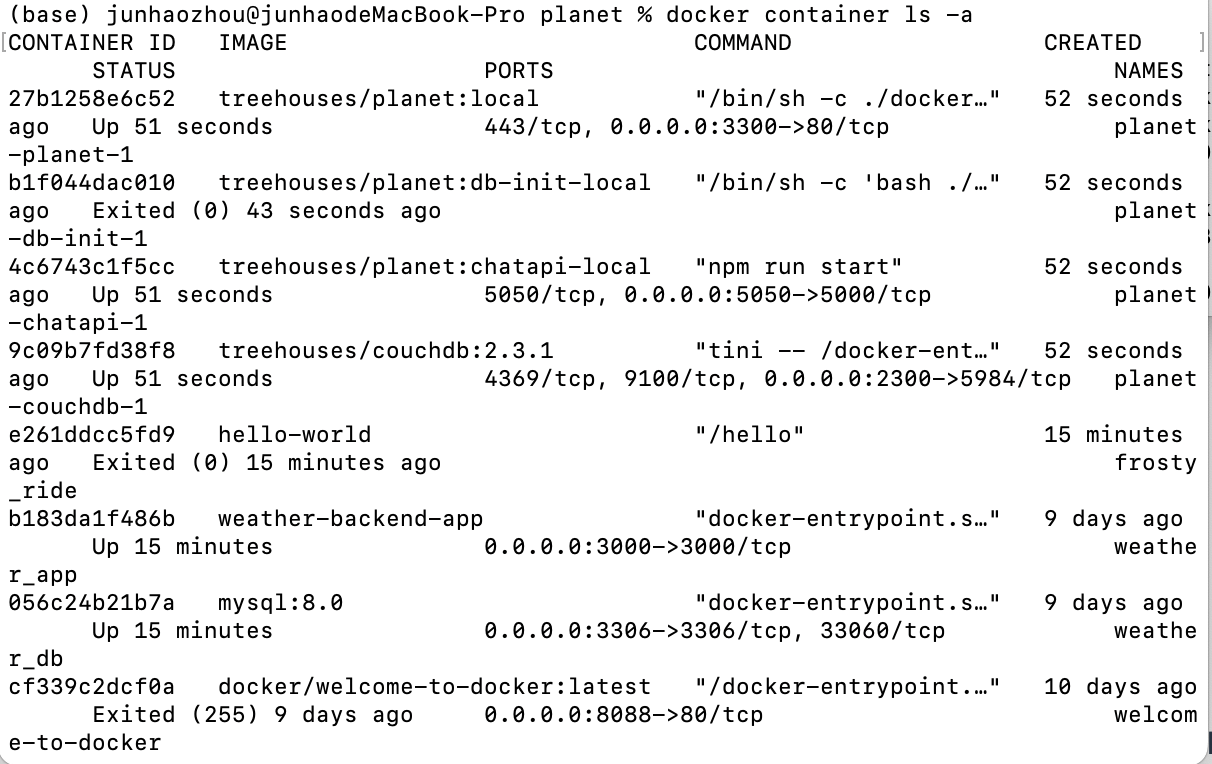 (base) junhaozhou@junhaodeMacBook-Pro planet % docker container ls -a
[CONTAINER ID   IMAGE                             COMMAND                  CREATED    ]
      STATUS                      PORTS                                        NAMES
27b1258e6c52   treehouses/planet:local           "/bin/sh -c ./docker…"   52 seconds
ago   Up 51 seconds               443/tcp, 0.0.0.0:3300->80/tcp                planet
-planet-1
b1f044dac010   treehouses/planet:db-init-local   "/bin/sh -c 'bash ./…"   52 seconds
ago   Exited (0) 43 seconds ago                                                planet
-db-init-1
4c6743c1f5cc   treehouses/planet:chatapi-local   "npm run start"          52 seconds
ago   Up 51 seconds               5050/tcp, 0.0.0.0:5050->5000/tcp             planet
-chatapi-1
9c09b7fd38f8   treehouses/couchdb:2.3.1          "tini -- /docker-ent…"   52 seconds
ago   Up 51 seconds               4369/tcp, 9100/tcp, 0.0.0.0:2300->5984/tcp   planet
-couchdb-1
e261ddcc5fd9   hello-world                       "/hello"                 15 minutes
ago   Exited (0) 15 minutes ago                                                frosty
_ride
b183da1f486b   weather-backend-app               "docker-entrypoint.s…"   9 days ago
      Up 15 minutes               0.0.0.0:3000->3000/tcp                       weathe
r_app
056c24b21b7a   mysql:8.0                         "docker-entrypoint.s…"   9 days ago
      Up 15 minutes               0.0.0.0:3306->3306/tcp, 33060/tcp            weathe
r_db
cf339c2dcf0a   docker/welcome-to-docker:latest   "/docker-entrypoint.…"   10 days ago
      Exited (255) 9 days ago     0.0.0.0:8088->80/tcp                         welcom
e-to-docker